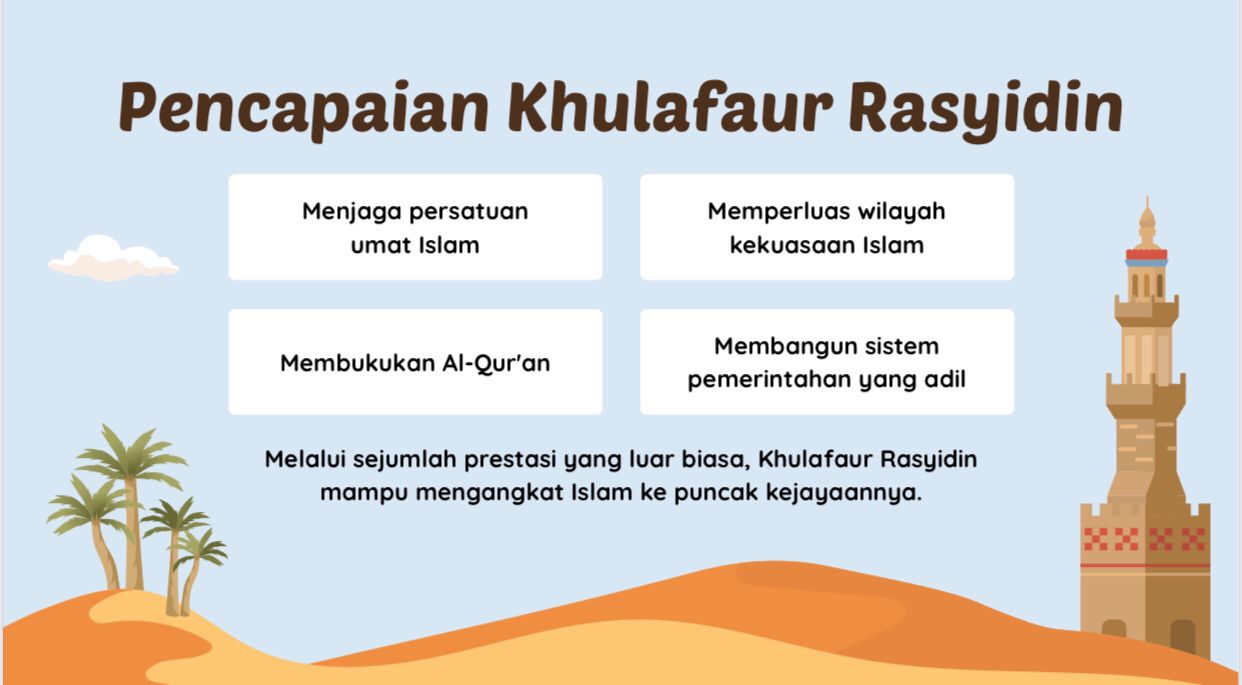 Pencapaian Khulafaur Rasyidin
Menjaga persatuan
umat Islam
Memperluas wilayah
kekuasaan Islam
Membukukan Al-Qur'an
Membangun sistem
pemerintahan yang adil
Melalui sejumlah prestasi yang luar biasa, Khulafaur Rasyidin
mampu mengangkat Islam ke puncak kejayaannya.